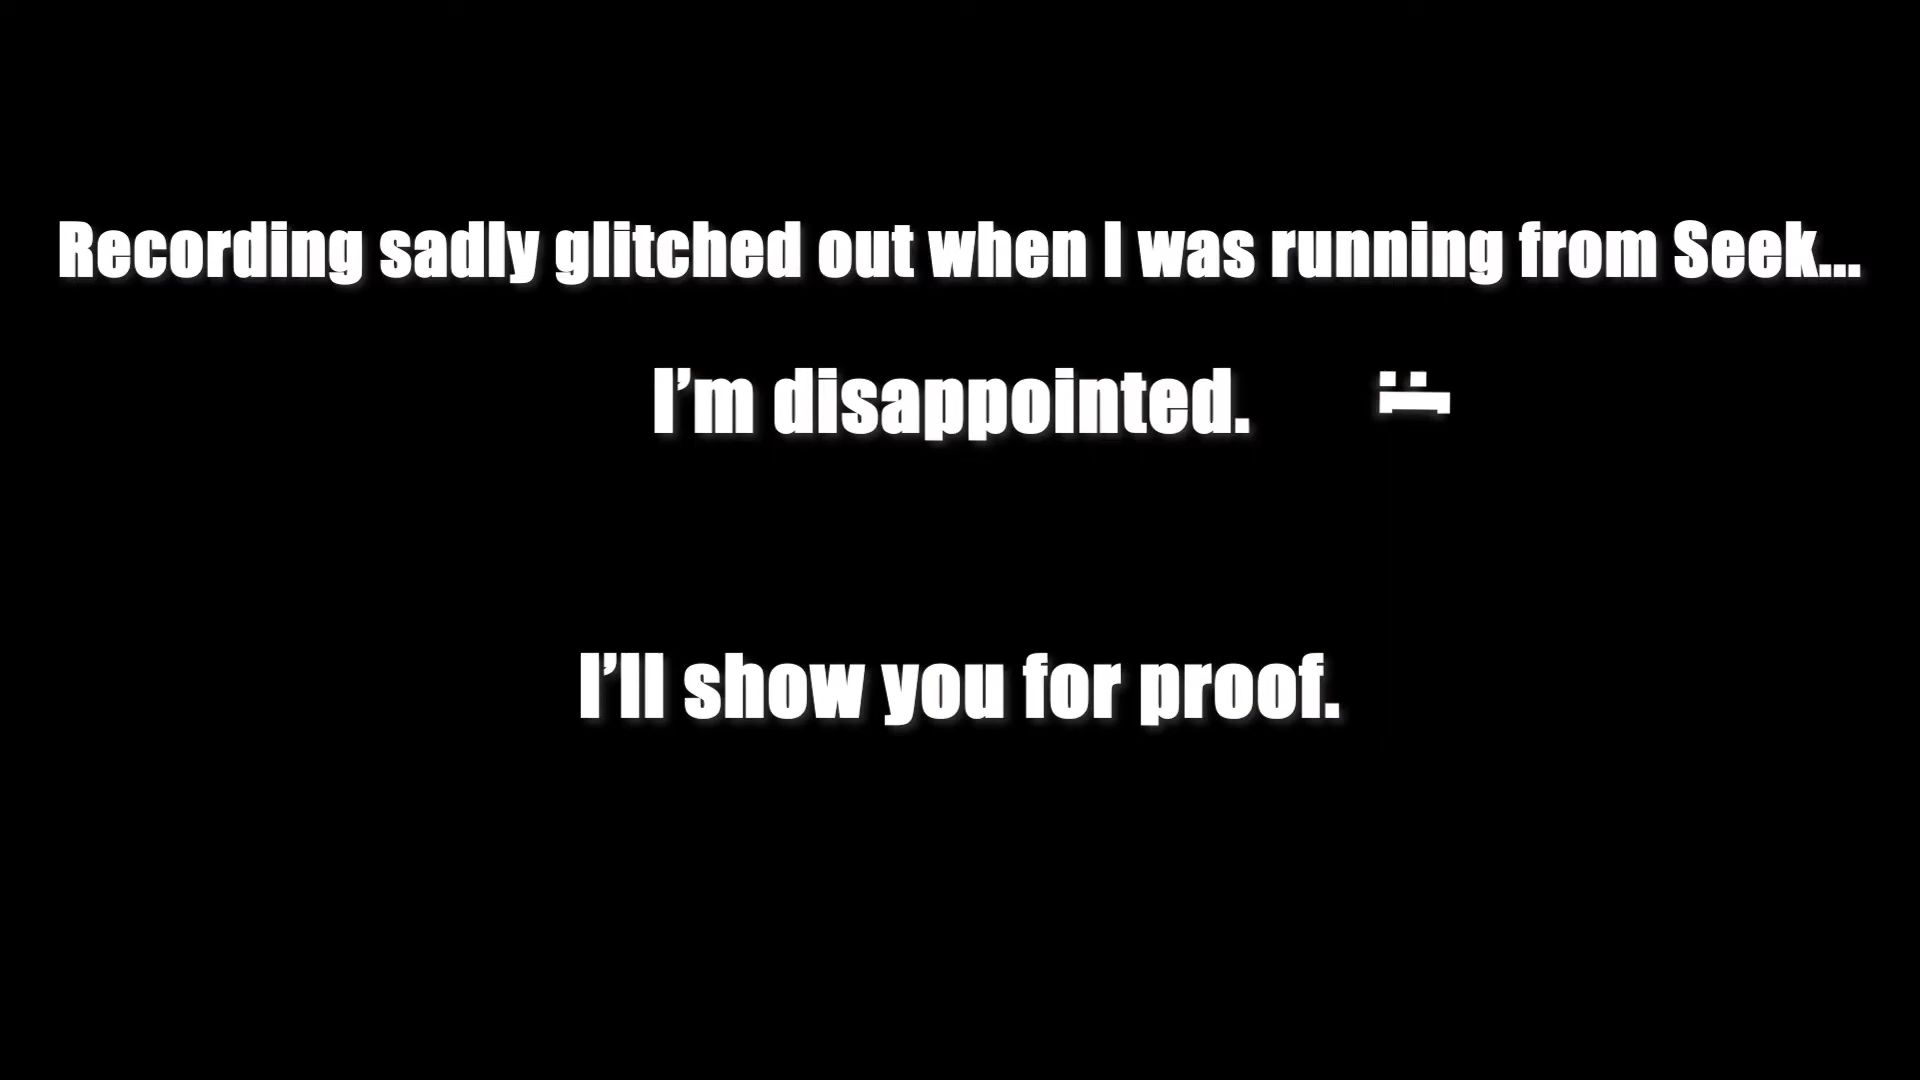 Recording sadly glitched out when I was running from Seek...
I’m disappointed. :[
I’ll show you for proof.